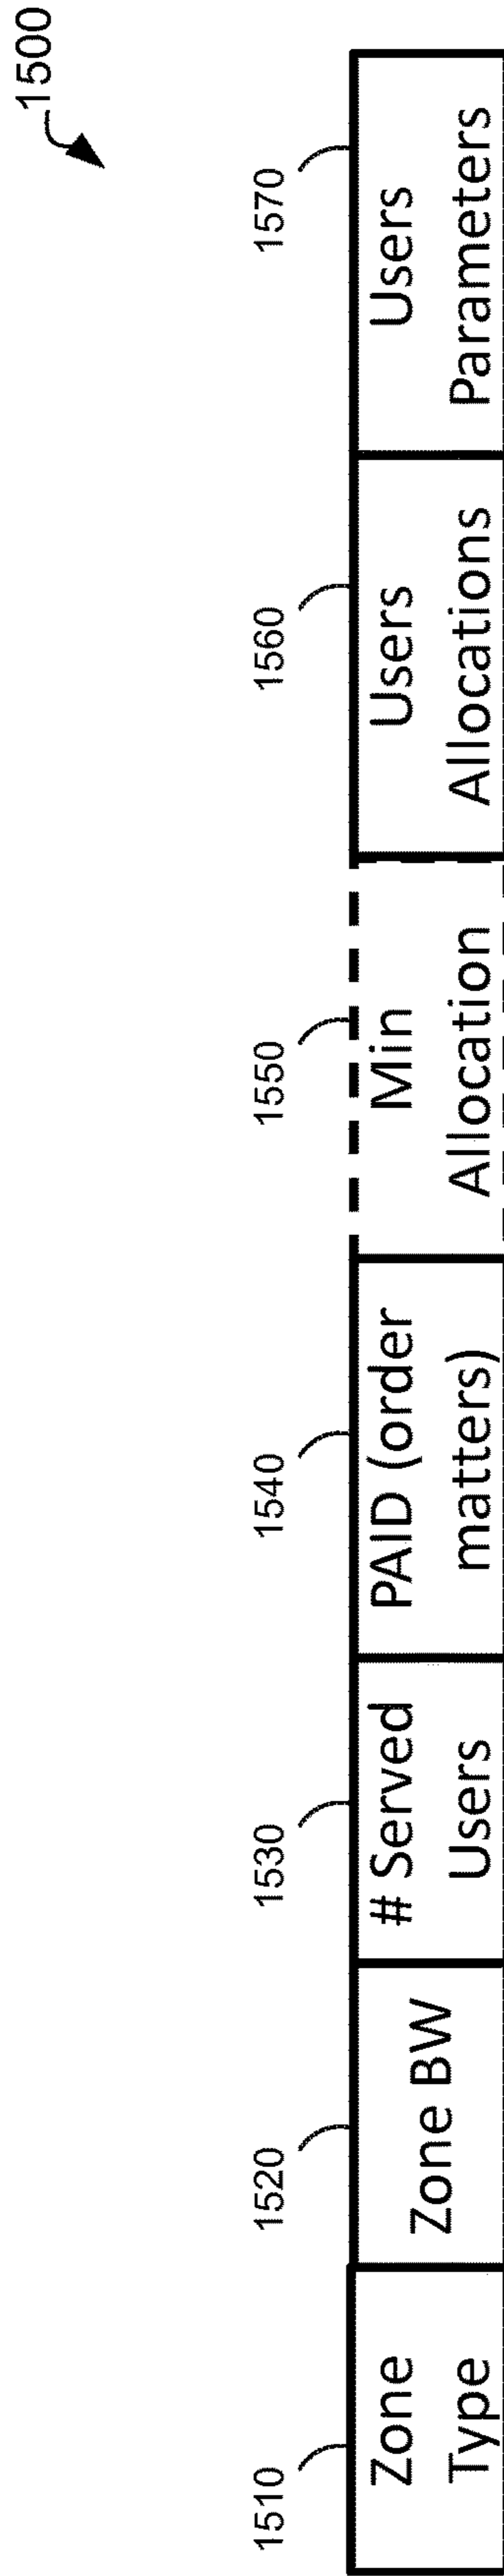 1500
1510
1520
1530
1540
1550
1560
1570
Zone
Type
Zone BW
# Served
Users
PAID (order
matters)
Min
Allocation
Users
Allocations
Users
Parameters